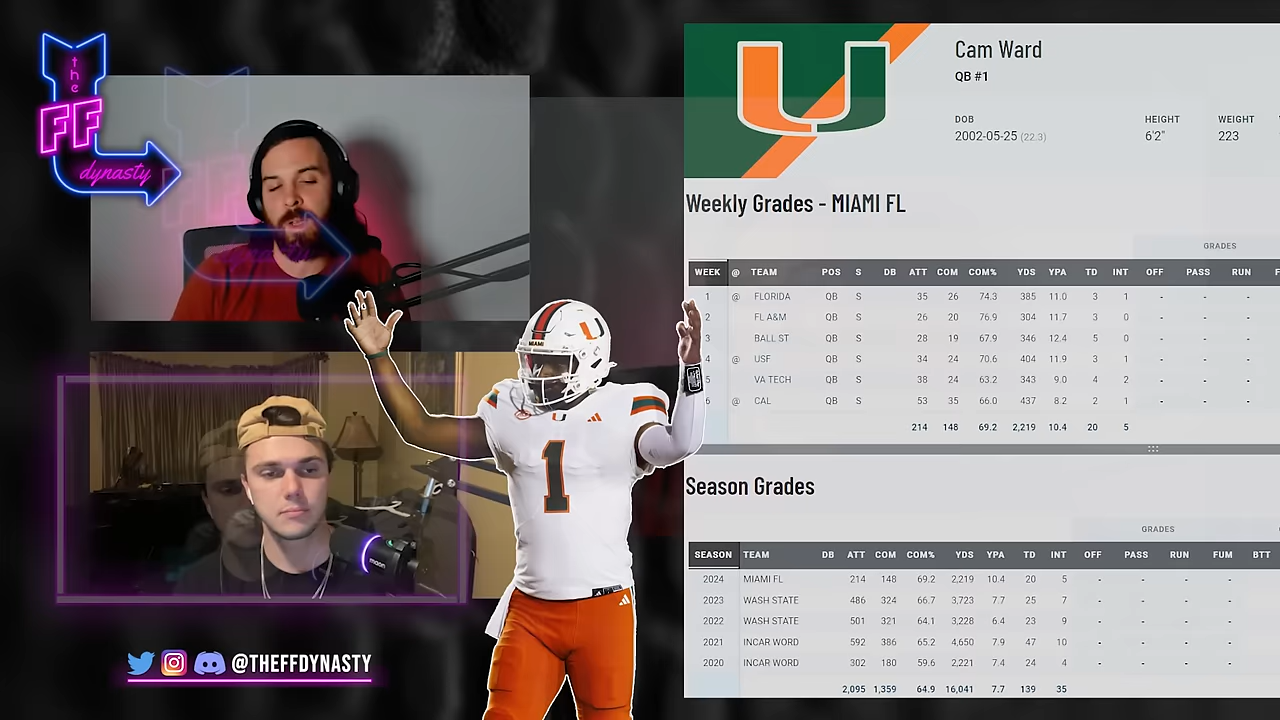 the
FF
dynasty
@THEFFDYNASTY
maono
MIAMI
1
Cam Ward
QB #1
DOB HEIGHT WEIGHT
2002-05-25 (22.3) 6'2" 223
Weekly Grades - MIAMI FL
GRADES
WEEK @ TEAM POS S DB ATT COM COM% YDS YPA TD INT OFF PASS RUN
1 @ FLORIDA QB S 35 26 74.3 385 11.0 3 1 - - -
2 FL A&M QB S 26 20 76.9 304 11.7 3 0 - - -
3 BALL ST QB S 28 19 67.9 346 12.4 5 0 - - -
4 @ USF QB S 34 24 70.6 404 11.9 3 1 - - -
5 VA TECH QB S 38 24 63.2 343 9.0 4 2 - - -
6 @ CAL QB S 53 35 66.0 437 8.2 2 1 - - -
214 148 69.2 2,219 10.4 20 5
Season Grades
GRADES
SEASON TEAM DB ATT COM COM% YDS YPA TD INT OFF PASS RUN FUM BTT
2024 MIAMI FL 214 148 69.2 2,219 10.4 20 5 - - - -
2023 WASH STATE 486 324 66.7 3,723 7.7 25 7 - - - -
2022 WASH STATE 501 321 64.1 3,228 6.4 23 9 - - - -
2021 INCAR WORD 592 386 65.2 4,650 7.9 47 10 - - - -
2020 INCAR WORD 302 180 59.6 2,221 7.4 24 4 - - - -
2,095 1,359 64.9 16,041 7.7 139 35